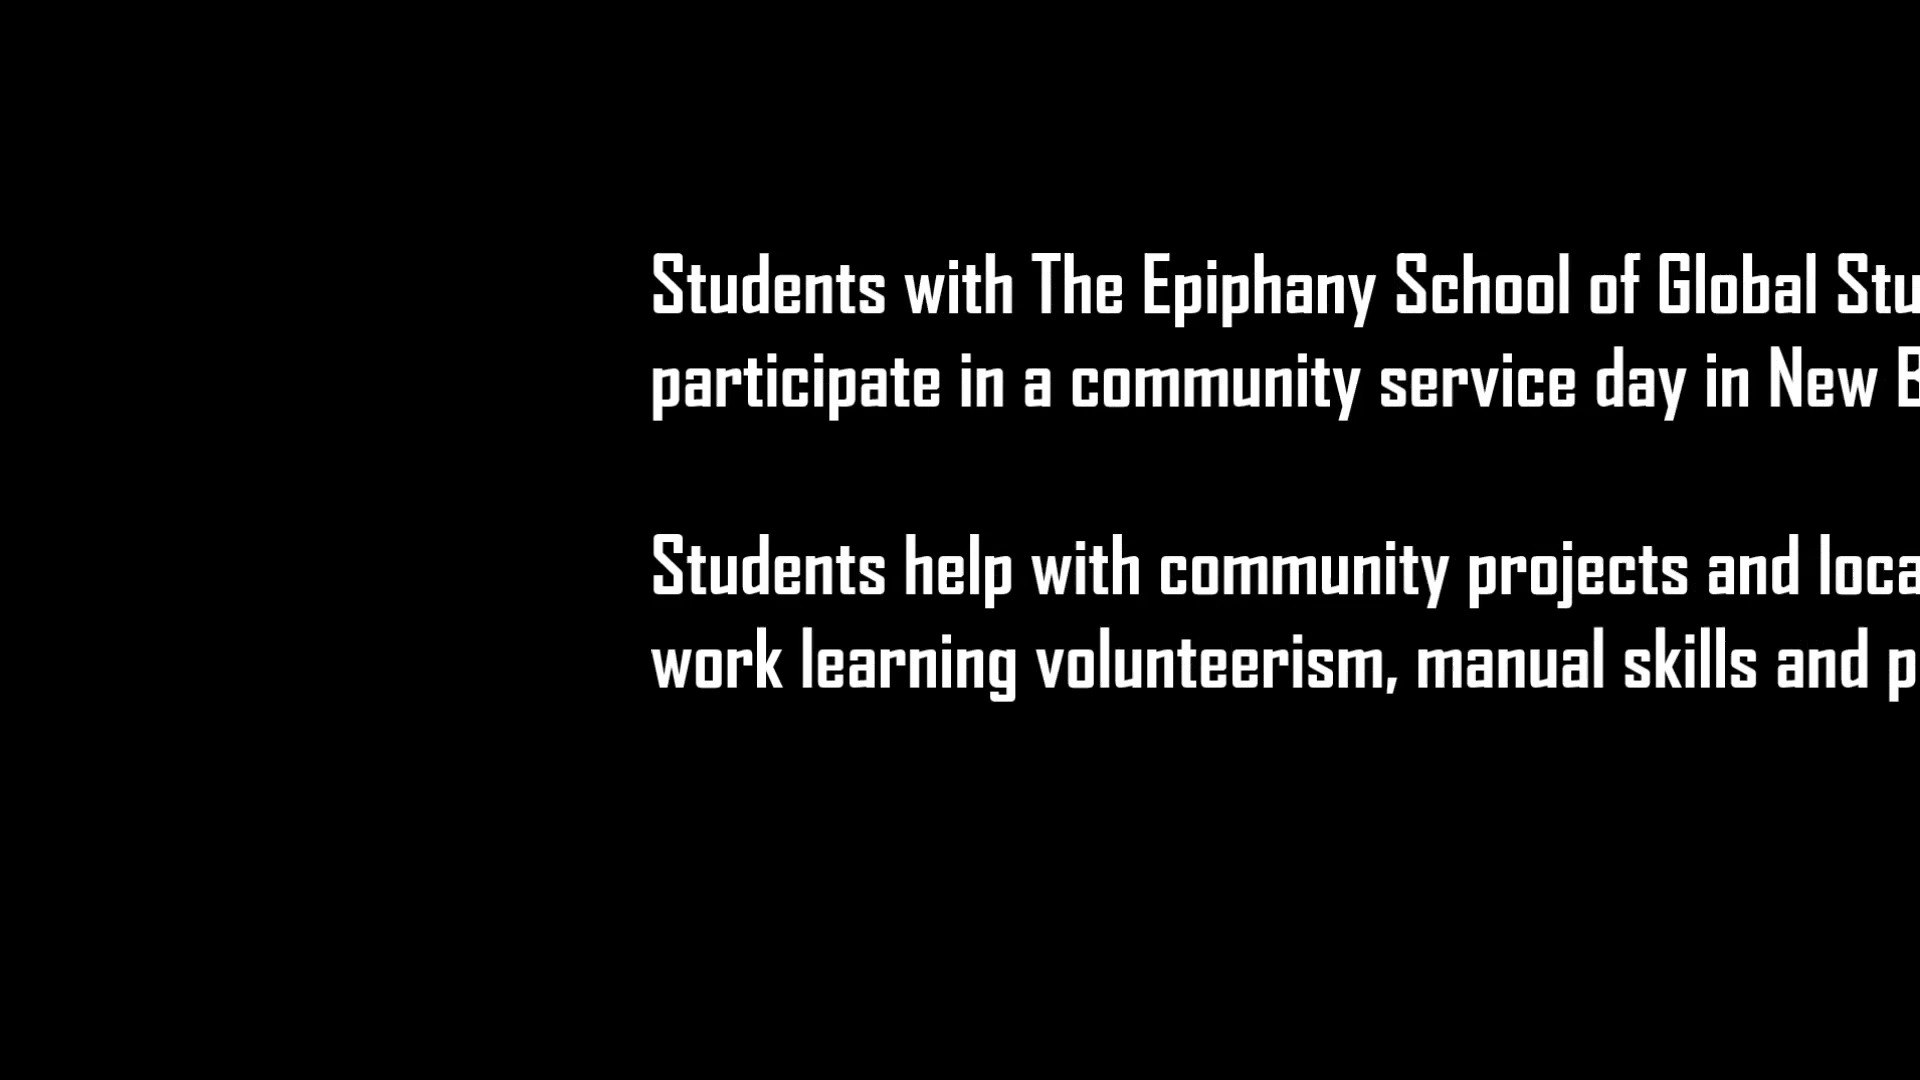 Students with The Epiphany School of Global Stu
participate in a community service day in New B
Students help with community projects and loca
work learning volunteerism, manual skills and p